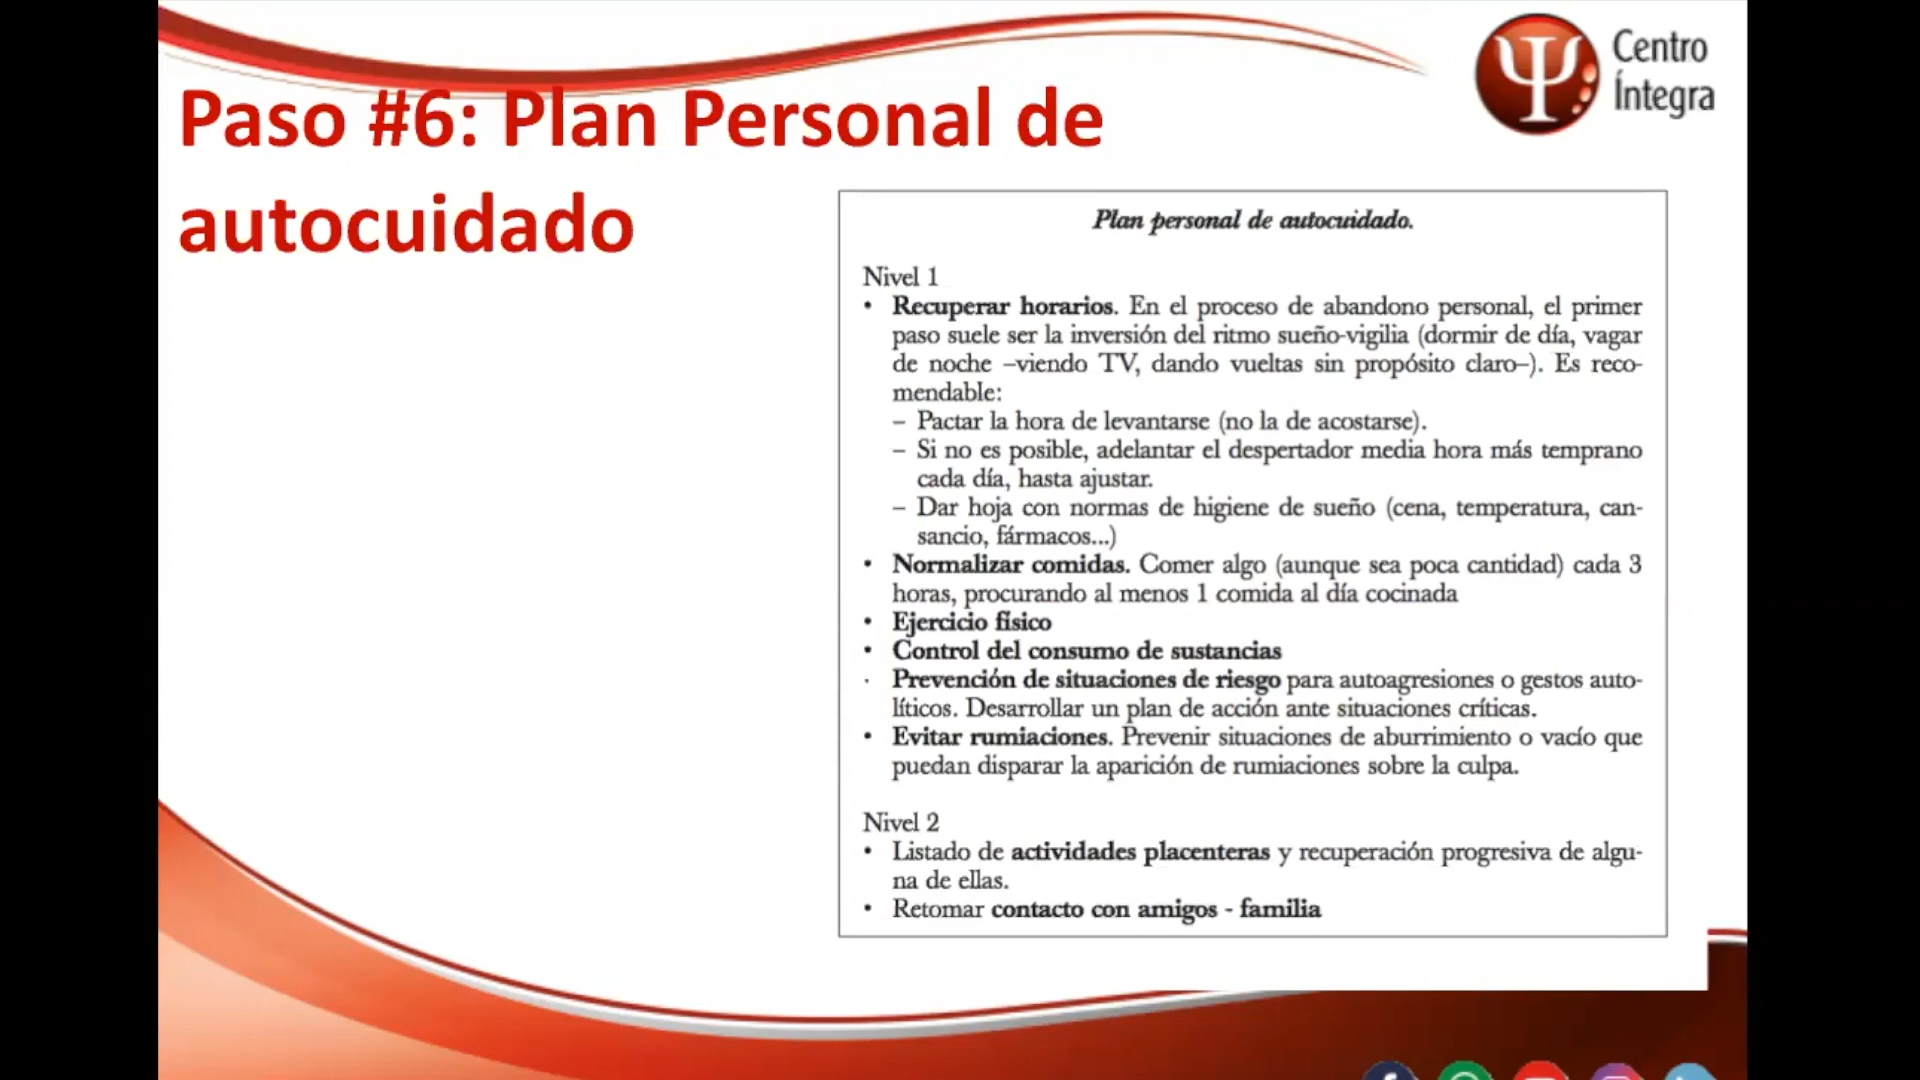 Centro
Íntegra
Paso #6: Plan Personal de
autocuidado
Plan personal de autocuidado.
Nivel 1
• Recuperar horarios. En el proceso de abandono personal, el primer
paso suele ser la inversión del ritmo sueño-vigilia (dormir de día, vagar
de noche –viendo TV, dando vueltas sin propósito claro–). Es reco-
mendable:
– Pactar la hora de levantarse (no la de acostarse).
– Si no es posible, adelantar el despertador media hora más temprano
cada día, hasta ajustar.
– Dar hoja con normas de higiene de sueño (cena, temperatura, can-
sancio, fármacos...)
• Normalizar comidas. Comer algo (aunque sea poca cantidad) cada 3
horas, procurando al menos 1 comida al día cocinada
• Ejercicio físico
• Control del consumo de sustancias
· Prevención de situaciones de riesgo para autoagresiones o gestos auto-
líticos. Desarrollar un plan de acción ante situaciones críticas.
• Evitar rumiaciones. Prevenir situaciones de aburrimiento o vacío que
puedan disparar la aparición de rumiaciones sobre la culpa.
Nivel 2
• Listado de actividades placenteras y recuperación progresiva de algu-
na de ellas.
• Retomar contacto con amigos - familia